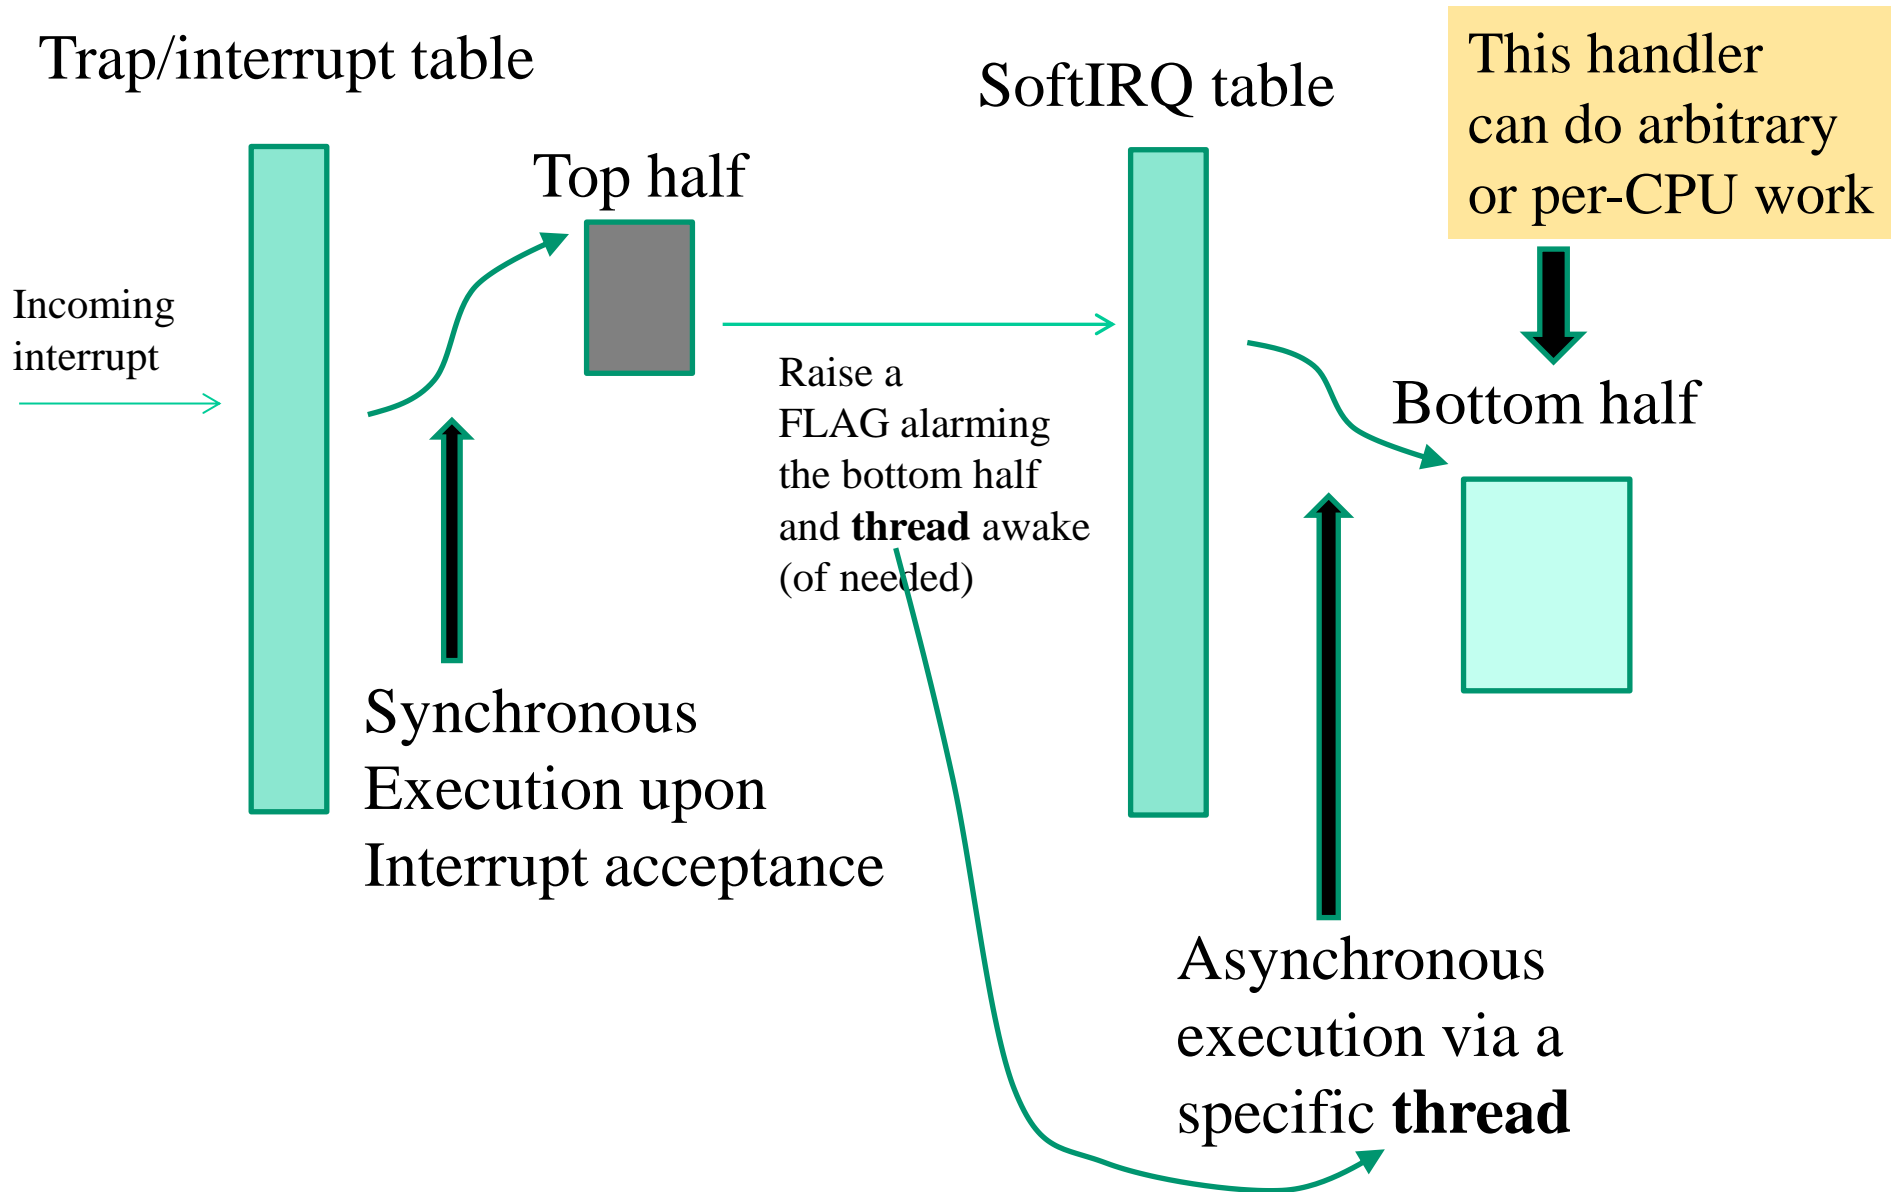 Trap/interrupt table
SoftIRQ table
This handler
can do arbitrary
or per-CPU work
Top half
Incoming
interrupt
Raise a
FLAG alarming
the bottom half
and thread awake
(of needed)
Bottom half
Synchronous
Execution upon
Interrupt acceptance
Asynchronous
execution via a
specific thread